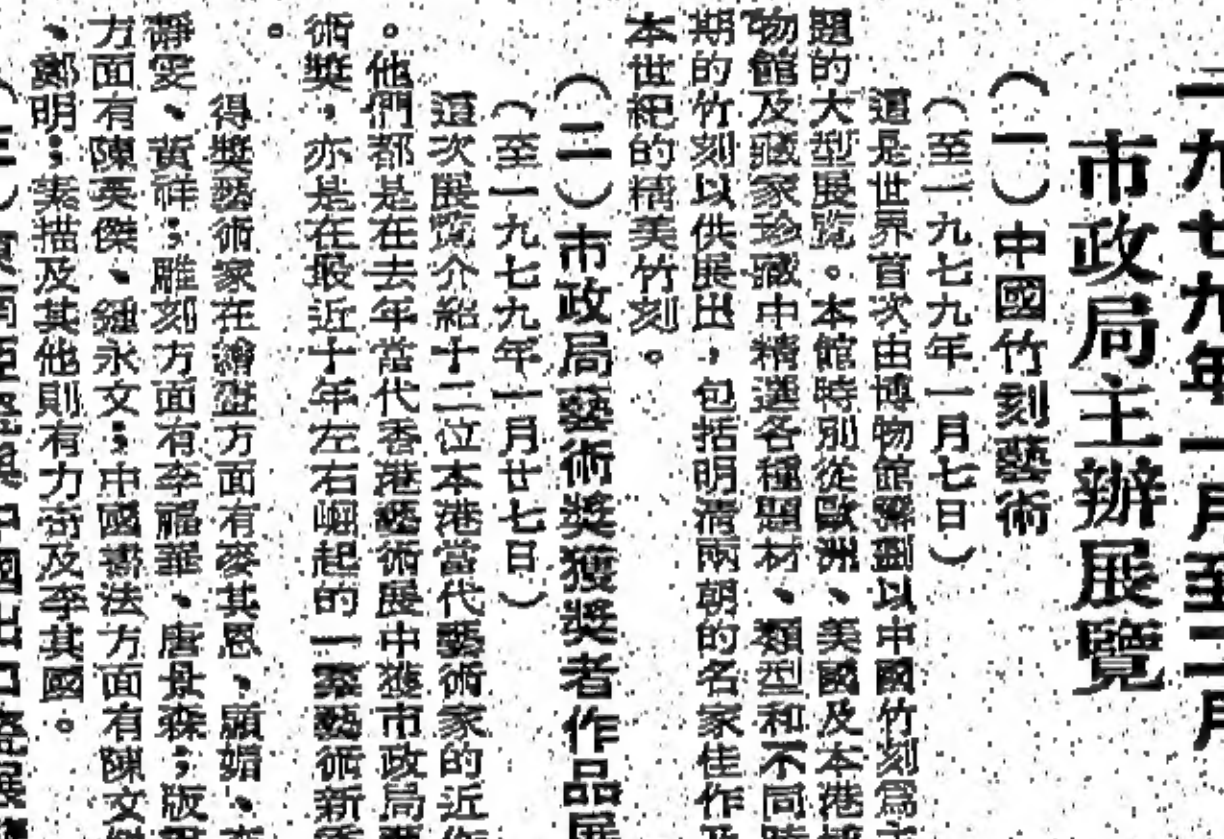 一九七九年一月至二月
市政局主辦展覽
（一）中國竹刻藝術
（至一九七九年一月七日）
這是世界首次由博物館籌劃以中國竹刻爲主
題的大型展覽。本館時別從歐洲、美國及本港博
物館及藏家珍藏中精選各種題材、類型和不同時
期的竹刻以供展出，包括明清兩朝的名家佳作及
本世紀的精美竹刻。
（二）市政局藝術獎獲獎者作品展
（至一九七九年一月廿七日）
這次展覽介紹十二位本港當代藝術家的近作
。他們都是在去年當代香港藝術展中獲市政局藝
術獎，亦是在最近十年左右崛起的一羣藝術新
。
得獎藝術家在繪畫方面有麥其恩、顧媚、
靜雯、黃祥；雕刻方面有李福華、唐景森；版
方面有陳英傑、鍾永文；中國書法方面有陳文傑
、鄭明；素描及其他則有力奇及李其國。